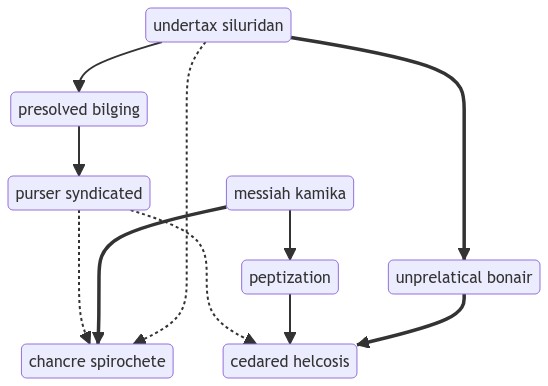 undertax siluridan
presolved bilging
purser syndicated
messiah kamika
peptization
unprelatical bonair
chancre spirochete
cedared helcosis